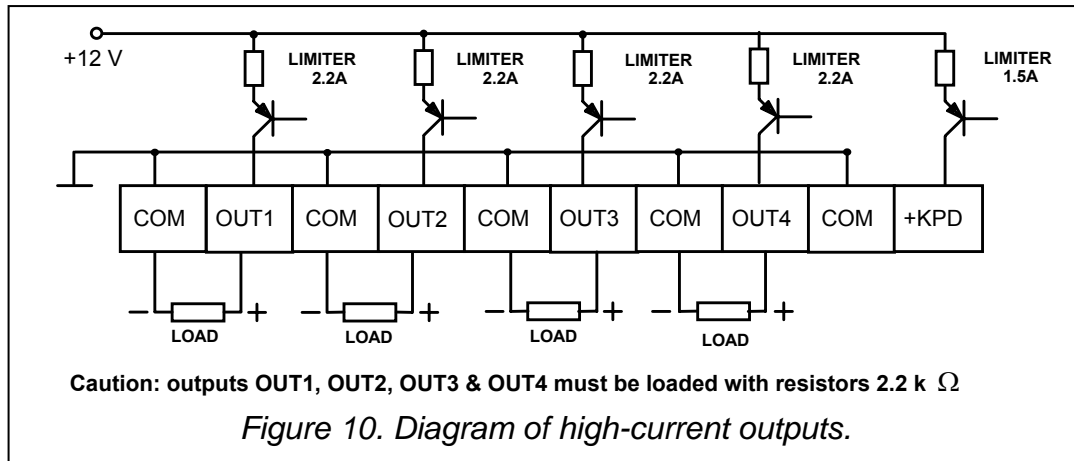 +12 V
LIMITER 2.2A
LIMITER 2.2A
LIMITER 2.2A
LIMITER 2.2A
LIMITER 1.5A
COM OUT1 COM OUT2 COM OUT3 COM OUT4 COM +KPD
− + − + − + − +
LOAD LOAD LOAD LOAD
Caution: outputs OUT1, OUT2, OUT3 & OUT4 must be loaded with resistors 2.2 k Ω
Figure 10. Diagram of high-current outputs.